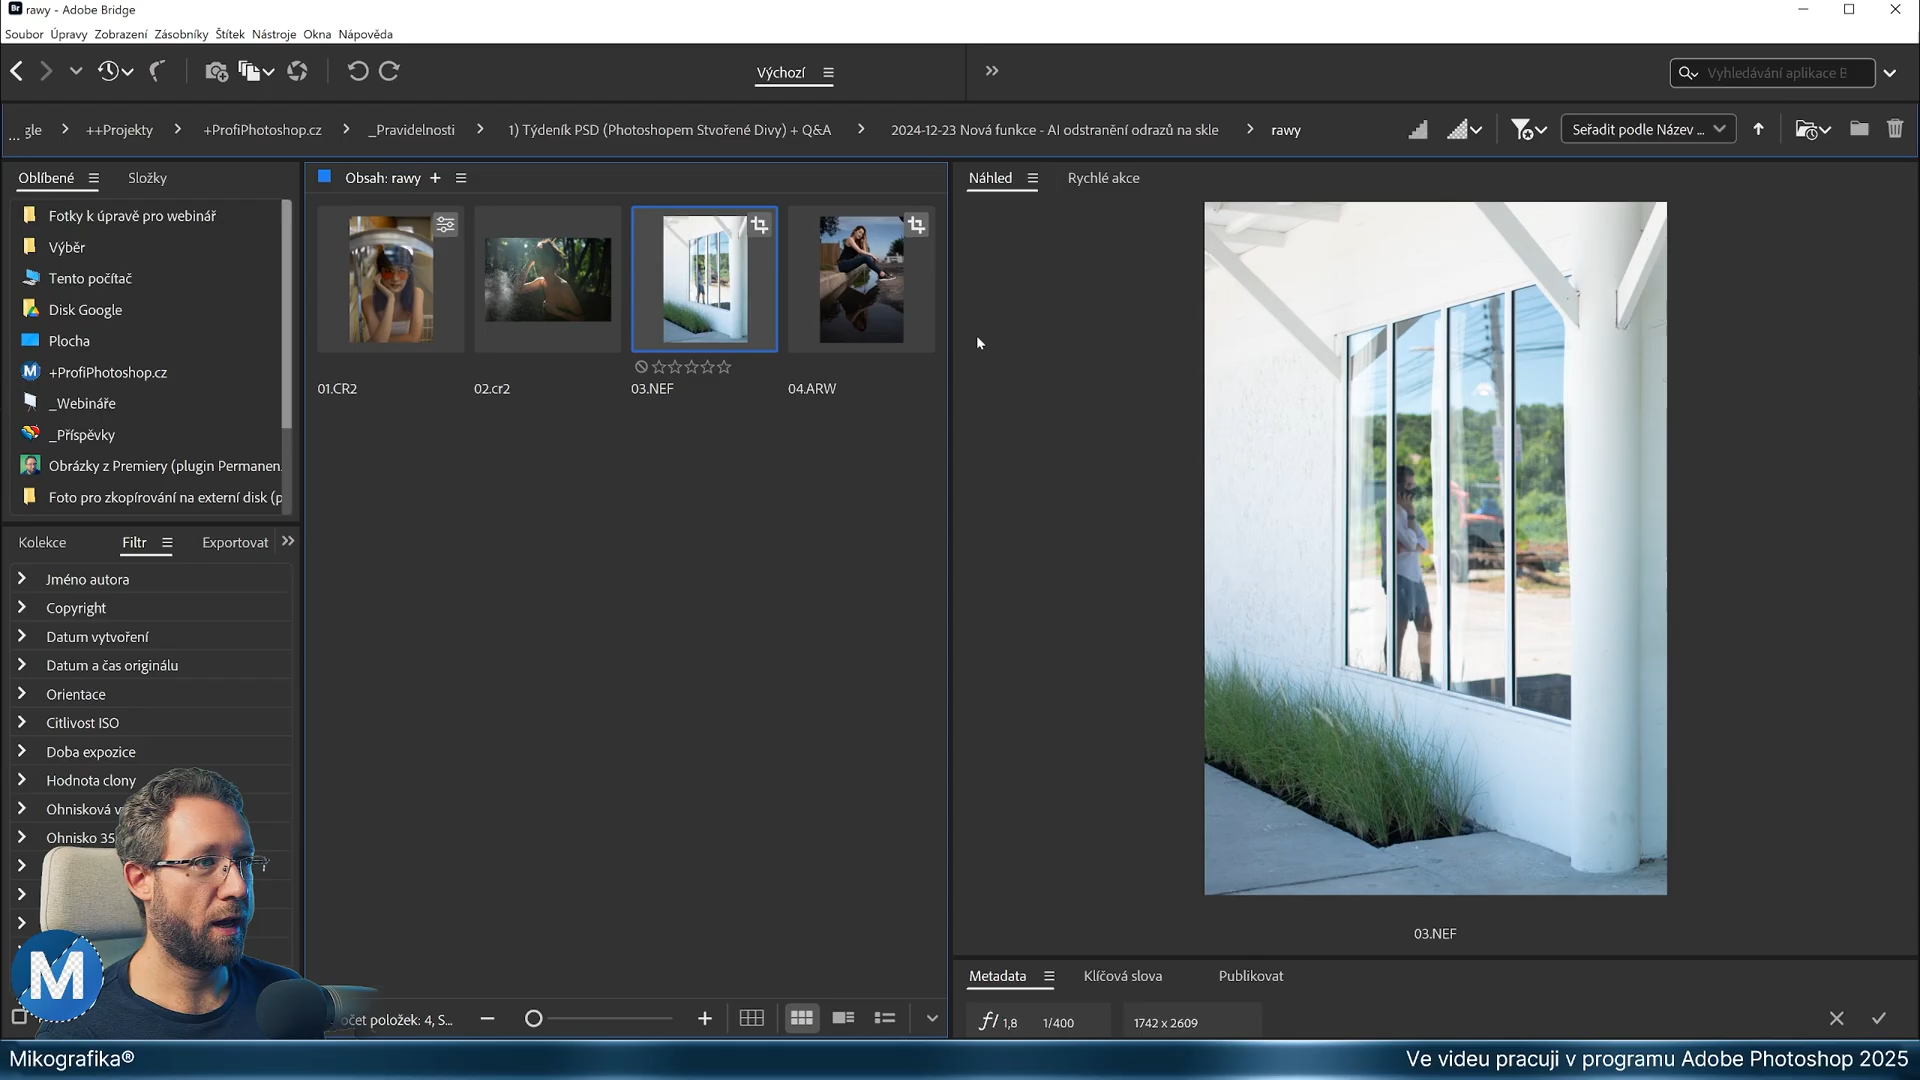 Br rawy - Adobe Bridge
Soubor Úpravy Zobrazení Zásobníky Štítek Nástroje Okna Nápověda
Výchozí
Vyhledávání aplikace B
... gle > ++Projekty > +ProfiPhotoshop.cz > _Pravidelnosti > 1) Týdeník PSD (Photoshopem Stvořené Divy) + Q&A > 2024-12-23 Nová funkce - AI odstranění odrazů na skle > rawy
Seřadit podle Název ...
Oblíbené Složky
Fotky k úpravě pro webinář
Výběr
Tento počítač
Disk Google
Plocha
+ProfiPhotoshop.cz
_Webináře
_Příspěvky
Obrázky z Premiery (plugin Permanen.
Foto pro zkopírování na externí disk (p
Kolekce Filtr Exportovat
Jméno autora
Copyright
Datum vytvoření
Datum a čas originálu
Orientace
Citlivost ISO
Doba expozice
Hodnota clony
Ohnisková v
Ohnisko 35
Obsah: rawy
01.CR2
02.cr2
03.NEF
04.ARW
očet položek: 4, S...
Náhled Rychlé akce
03.NEF
Metadata Klíčová slova Publikovat
f/ 1,8 1/400 1742 x 2609
M
Mikografika®
Ve videu pracuji v programu Adobe Photoshop 2025